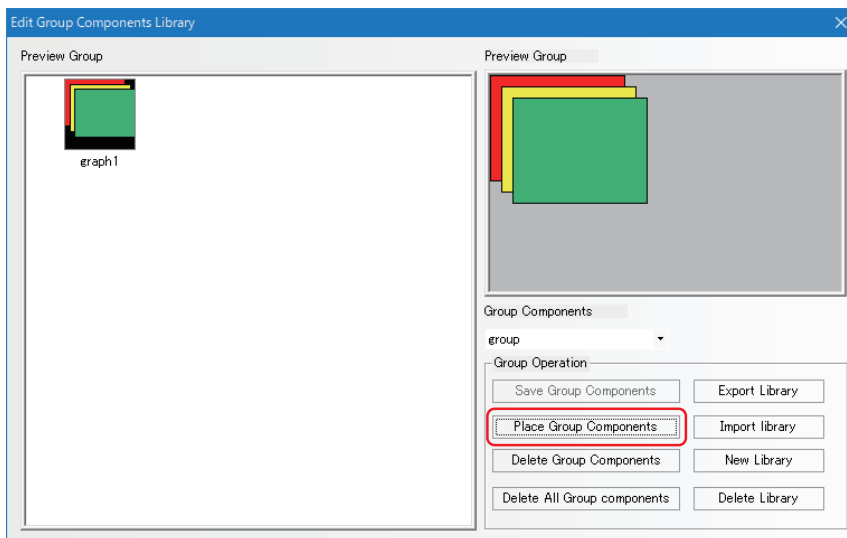 Edit Group Components Library
Preview Group
graph1
Preview Group
Group Components
group
Group Operation
Save Group Components
Export Library
Place Group Components
Import library
Delete Group Components
New Library
Delete All Group components
Delete Library